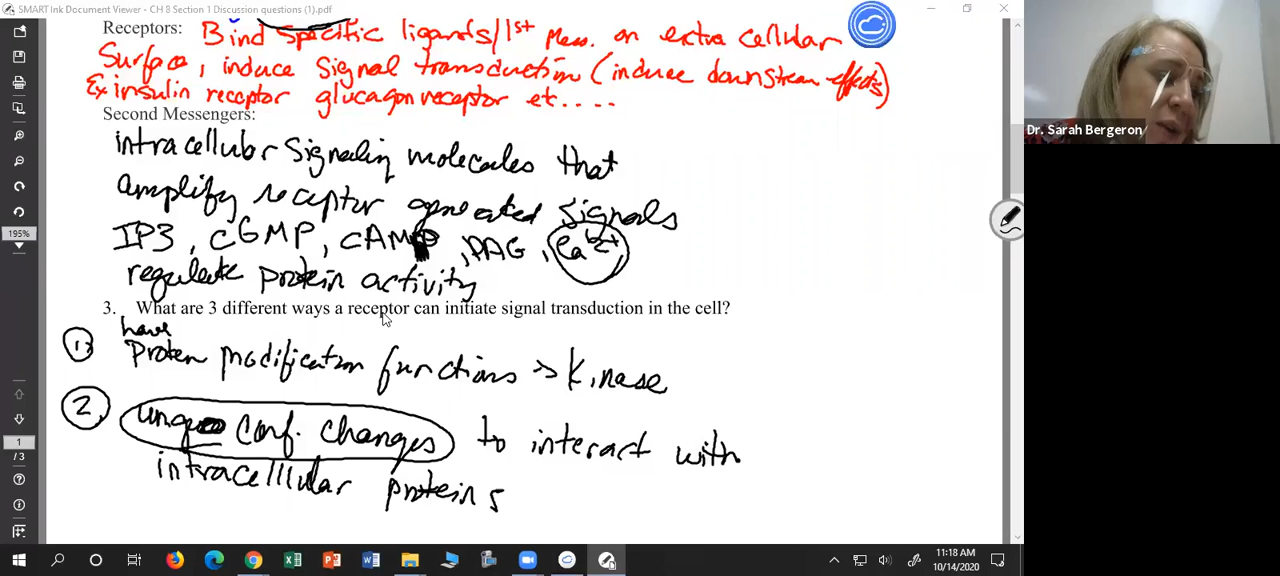 SMART Ink Document Viewer - CH 8 Section 1 Discussion questions (1).pdf
Receptors: Bind specific ligands/1st Mess. on extra cellular
Surface, induce signal transduction (induce downstream effects)
Ex insulin receptor glucagon receptor et....
Second Messengers:
intracellular Signaling molecules that
amplify receptor generated signals
IP3, cGMP, cAMP, DAG, Ca2+
regulate protein activity
3. What are 3 different ways a receptor can initiate signal transduction in the cell?
have
1) Protein modification functions => Kinase
2) conf. changes to interact with
intracellular proteins
Dr. Sarah Bergeron
195%
1
/ 3
11:18 AM
10/14/2020